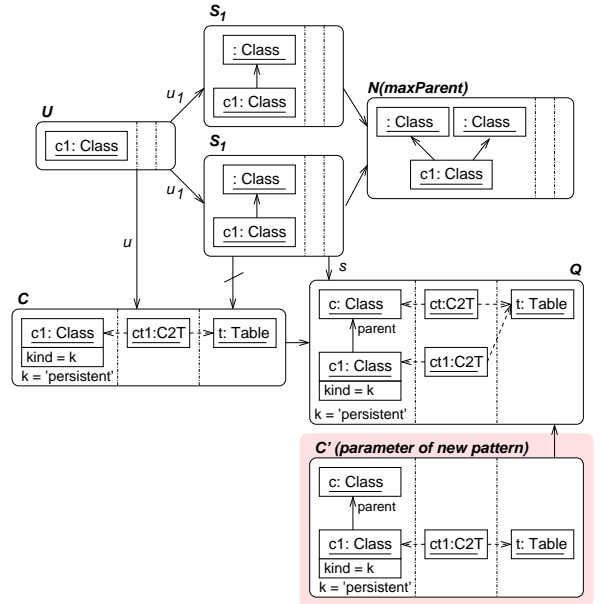 S1
: Class
c1: Class
u1
U
c1: Class
N(maxParent)
: Class
: Class
c1: Class
u1
S1
: Class
c1: Class
u
s
C
c1: Class
kind = k
k = 'persistent'
ct1:C2T
t: Table
Q
c: Class
ct:C2T
t: Table
parent
c1: Class
kind = k
k = 'persistent'
ct1:C2T
C' (parameter of new pattern)
c: Class
parent
c1: Class
kind = k
k = 'persistent'
ct1:C2T
t: Table